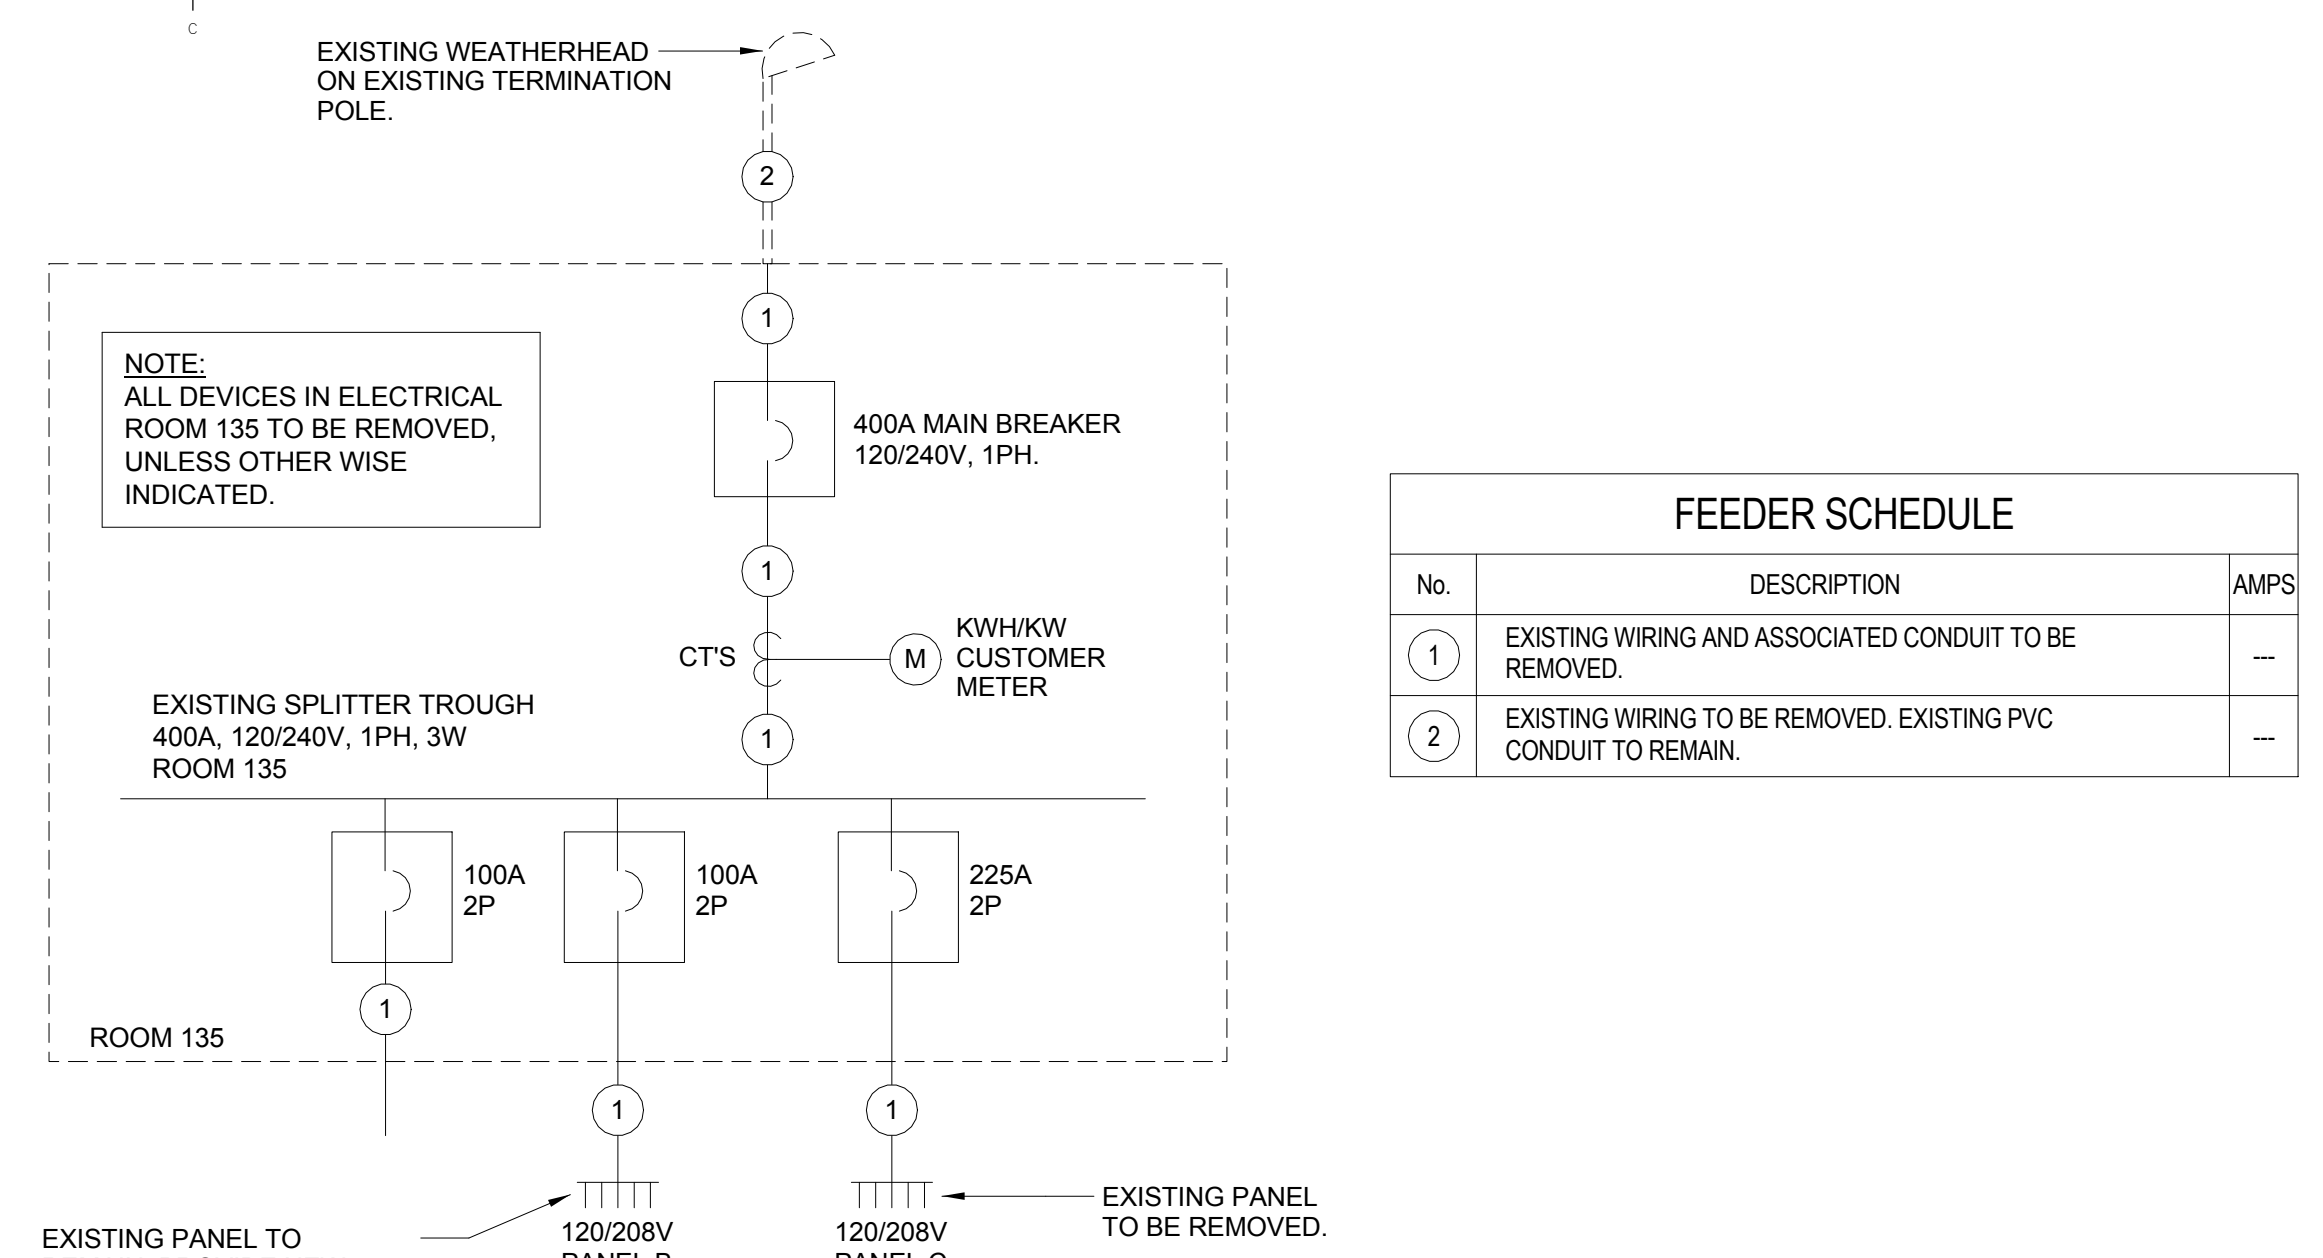 C
EXISTING WEATHERHEAD
ON EXISTING TERMINATION
POLE.
2
1
NOTE:
ALL DEVICES IN ELECTRICAL
ROOM 135 TO BE REMOVED,
UNLESS OTHER WISE
INDICATED.
400A MAIN BREAKER
120/240V, 1PH.
1
CT'S
M
KWH/KW
CUSTOMER
METER
EXISTING SPLITTER TROUGH
400A, 120/240V, 1PH, 3W
ROOM 135
1
100A
2P
100A
2P
225A
2P
1
ROOM 135
1
1
EXISTING PANEL TO
120/208V
120/208V
EXISTING PANEL
TO BE REMOVED.
FEEDER SCHEDULE
No. DESCRIPTION AMPS
1 EXISTING WIRING AND ASSOCIATED CONDUIT TO BE
REMOVED. ---
2 EXISTING WIRING TO BE REMOVED. EXISTING PVC
CONDUIT TO REMAIN. ---